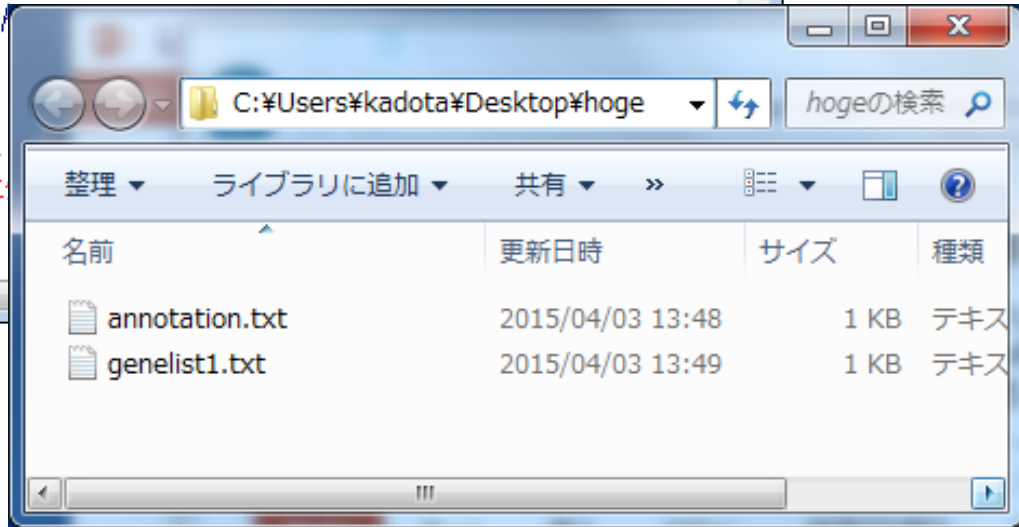 C:¥Users¥kadota¥Desktop¥hoge hogeの検索
整理 ライブラリに追加 共有 »
名前 更新日時 サイズ 種類
annotation.txt 2015/04/03 13:48 1 KB テキス
genelist1.txt 2015/04/03 13:49 1 KB テキス